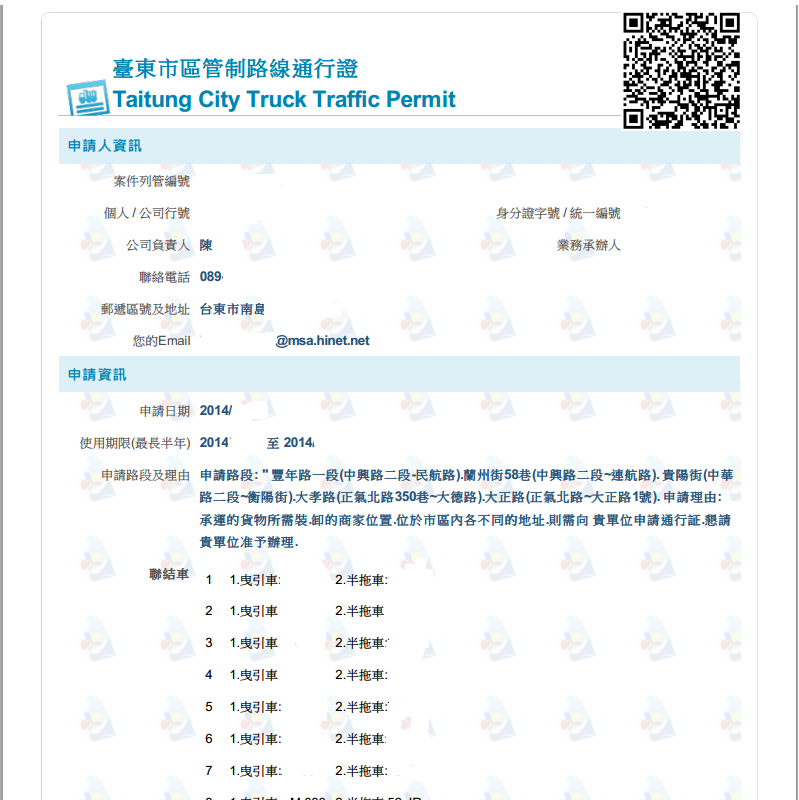 臺東市區管制路線通行證
Taitung City Truck Traffic Permit
申請人資訊
案件列管編號
個人 / 公司行號 身分證字號 / 統一編號
公司負責人 陳 業務承辦人
聯絡電話 089
郵遞區號及地址 台東市南島
您的Email @msa.hinet.net
申請資訊
申請日期 2014/
使用期限(最長半年) 2014 至 2014/
申請路段及理由 申請路段: " 豐年路一段(中興路二段-民航路).蘭州街58巷(中興路二段~連航路). 貴陽街(中華
路二段~衡陽街).大孝路(正氣北路350巷~大德路).大正路(正氣北路~大正路1號). 申請理由:
承運的貨物所需裝.卸的商家位置.位於市區內各不同的地址.則需向 貴單位申請通行証.懇請
貴單位准予辦理.
聯結車 1 1.曳引車: 2.半拖車:
2 1.曳引車 2.半拖車
3 1.曳引車 2.半拖車:
4 1.曳引車 2.半拖車:
5 1.曳引車: 2.半拖車:
6 1.曳引車: 2.半拖車:
7 1.曳引車: 2.半拖車: